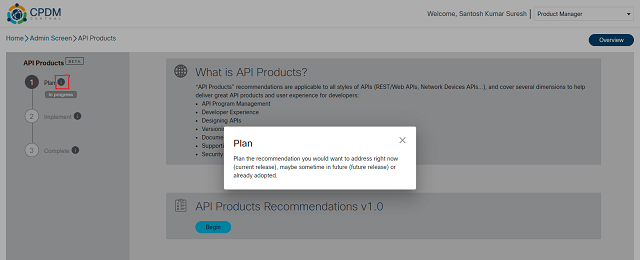 CPDM
CENTRAL
Welcome, Santosh Kumar Suresh
Product Manager
Home > Admin Screen > API Products
Overview
API Products BETA
1 Plan
In progress
2 Implement
3 Complete
What is API Products?
"API Products" recommendations are applicable to all styles of APIs (REST/Web APIs, Network Devices APIs...), and cover several dimensions to help
deliver great API products and user experience for developers:
• API Program Management
• Developer Experience
• Designing APIs
• Version
• Docume
• Support
• Security
Plan
Plan the recommendation you would want to address right now
(current release), maybe sometime in future (future release) or
already adopted.
API Products Recommendations v1.0
Begin